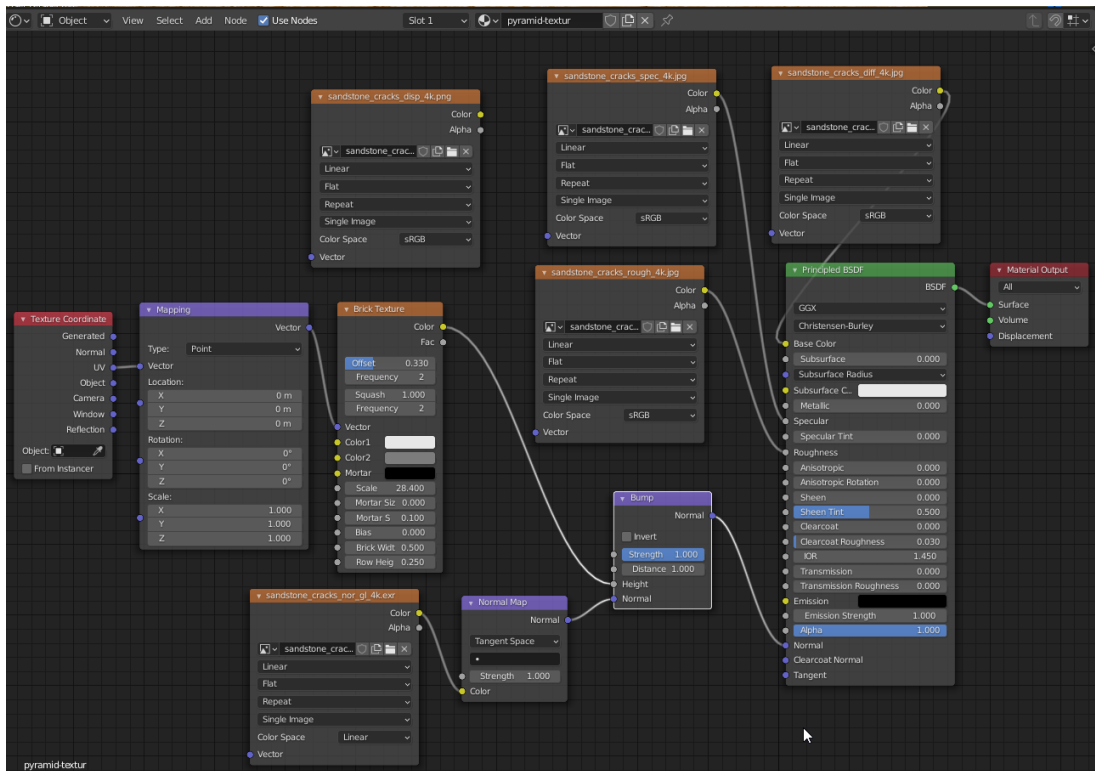 Object View Select Add Node Use Nodes Slot 1 pyramid-textur
sandstone_cracks_disp_4k.png
Color
Alpha
sandstone_crac...
Linear
Flat
Repeat
Single Image
Color Space sRGB
Vector
sandstone_cracks_spec_4k.jpg
Color
Alpha
sandstone_crac...
Linear
Flat
Repeat
Single Image
Color Space sRGB
Vector
sandstone_cracks_diff_4k.jpg
Color
Alpha
sandstone_crac...
Linear
Flat
Repeat
Single Image
Color Space sRGB
Vector
sandstone_cracks_rough_4k.jpg
Color
Alpha
sandstone_crac...
Linear
Flat
Repeat
Single Image
Color Space sRGB
Vector
Texture Coordinate
Generated
Normal
UV
Object
Camera
Window
Reflection
Object:
From Instancer
Mapping
Vector
Type: Point
Vector
Location:
X 0 m
Y 0 m
Z 0 m
Rotation:
X 0°
Y 0°
Z 0°
Scale:
X 1.000
Y 1.000
Z 1.000
Brick Texture
Color
Fac
Offset 0.330
Frequency 2
Squash 1.000
Frequency 2
Vector
Color1
Color2
Mortar
Scale 28.400
Mortar Siz 0.000
Mortar S 0.100
Bias 0.000
Brick Widt 0.500
Row Heig 0.250
Principled BSDF
BSDF
GGX
Christensen-Burley
Base Color
Subsurface 0.000
Subsurface Radius
Subsurface C...
Metallic 0.000
Specular
Specular Tint 0.000
Roughness
Anisotropic 0.000
Anisotropic Rotation 0.000
Sheen 0.000
Sheen Tint 0.500
Clearcoat 0.000
Clearcoat Roughness 0.030
IOR 1.450
Transmission 0.000
Transmission Roughness 0.000
Emission
Emission Strength 1.000
Alpha 1.000
Normal
Clearcoat Normal
Tangent
Material Output
All
Surface
Volume
Displacement
Bump
Normal
Invert
Strength 1.000
Distance 1.000
Height
Normal
sandstone_cracks_nor_gl_4k.exr
Color
Alpha
sandstone_crac...
Linear
Flat
Repeat
Single Image
Color Space Linear
Vector
Normal Map
Normal
Tangent Space
Strength 1.000
Color
pyramid-textur